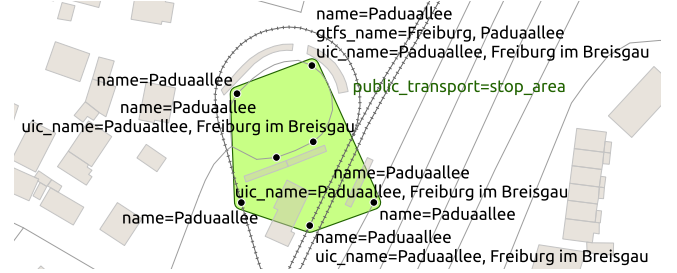 name=Paduaallee
gtfs_name=Freiburg, Paduaallee
uic_name=Paduaallee, Freiburg im Breisgau
name=Paduaallee
public_transport=stop_area
name=Paduaallee
uic_name=Paduaallee, Freiburg im Breisgau
name=Paduaallee
uic_name=Paduaallee, Freiburg im Breisgau
name=Paduaallee
name=Paduaallee
name=Paduaallee
uic_name=Paduaallee, Freiburg im Breisgau